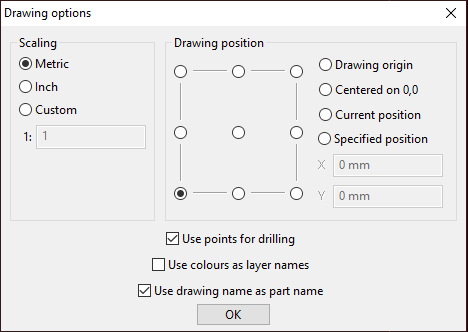 Drawing options
Scaling
Metric
Inch
Custom
1: 1
Drawing position
Drawing origin
Centered on 0,0
Current position
Specified position
X 0 mm
Y 0 mm
Use points for drilling
Use colours as layer names
Use drawing name as part name
OK